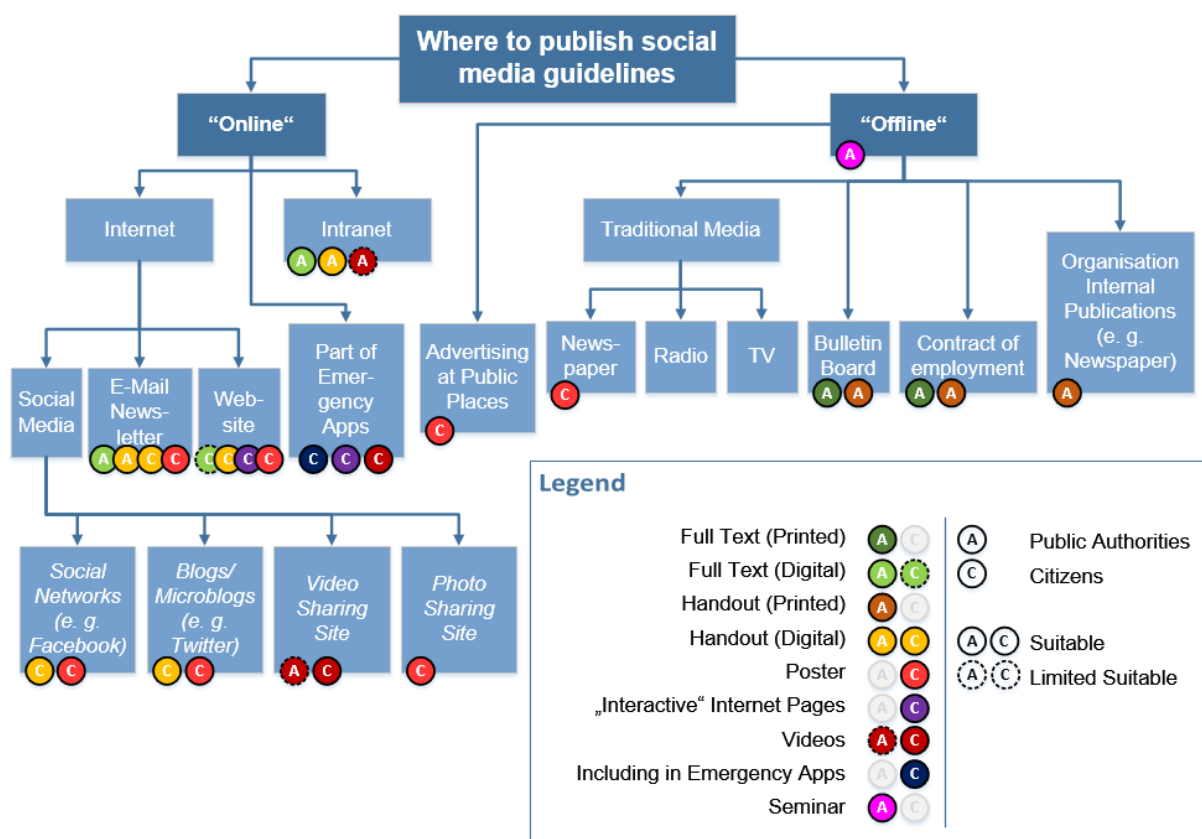 Where to publish social
media guidelines
“Online“
“Offline“
A
Internet
Intranet
A A A
Traditional Media
Organisation
Internal
Publications
(e. g.
Newspaper)
A
Social
Media
E-Mail
News-
letter
A A C C
Web-
site
C C C C
Part of
Emer-
gency
Apps
C C C
Advertising
at Public
Places
C
News-
paper
C
Radio
TV
Bulletin
Board
A A
Contract of
employment
A A
Social
Networks
(e. g.
Facebook)
C C
Blogs/
Microblogs
(e. g.
Twitter)
C C
Video
Sharing
Site
A C
Photo
Sharing
Site
C
Legend
Full Text (Printed) A C
Full Text (Digital) A C
Handout (Printed) A C
Handout (Digital) A C
Poster A C
„Interactive“ Internet Pages A C
Videos A C
Including in Emergency Apps A C
Seminar A C
A Public Authorities
C Citizens
A C Suitable
A C Limited Suitable